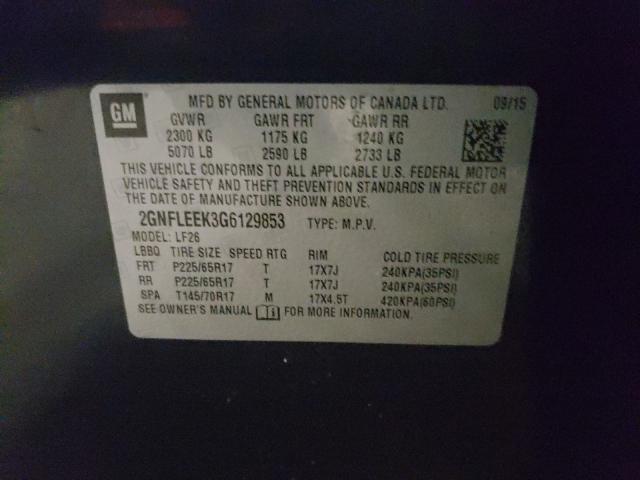 GM
MFD BY GENERAL MOTORS OF CANADA LTD. 09/15
GVWR GAWR FRT GAWR RR
2300 KG 1175 KG 1240 KG
5070 LB 2590 LB 2733 LB
THIS VEHICLE CONFORMS TO ALL APPLICABLE U.S. FEDERAL MOTOR
VEHICLE SAFETY AND THEFT PREVENTION STANDARDS IN EFFECT ON
THE DATE OF MANUFACTURE SHOWN ABOVE.
2GNFLEEK3G6129853 TYPE: M.P.V.
MODEL: LF26
LBBQ TIRE SIZE SPEED RTG RIM COLD TIRE PRESSURE
FRT P225/65R17 T 17X7J 240KPA(35PSI)
RR P225/65R17 T 17X7J 240KPA(35PSI)
SPA T145/70R17 M 17X4.5T 420KPA(60PSI)
SEE OWNER'S MANUAL FOR MORE INFORMATION.